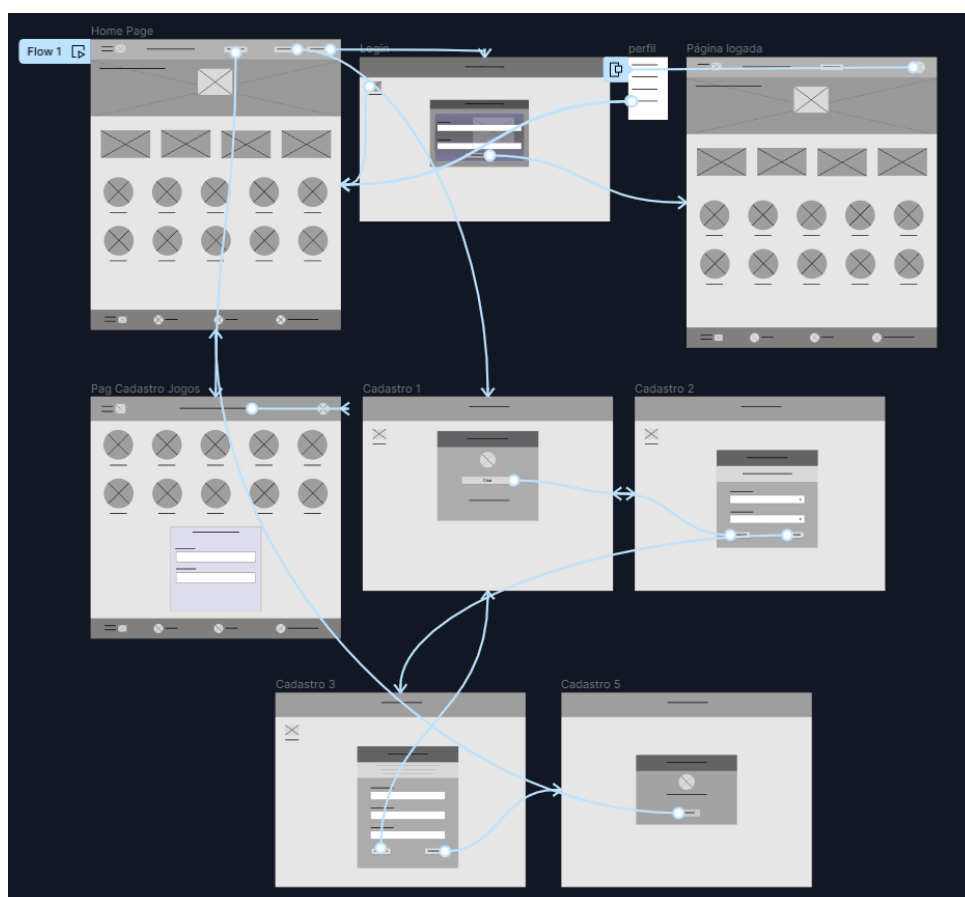 Home Page
Flow 1
Login
perfil
Página logada
Pag Cadastro Jogos
Cadastro 1
Cadastro 2
Cadastro 3
Cadastro 5